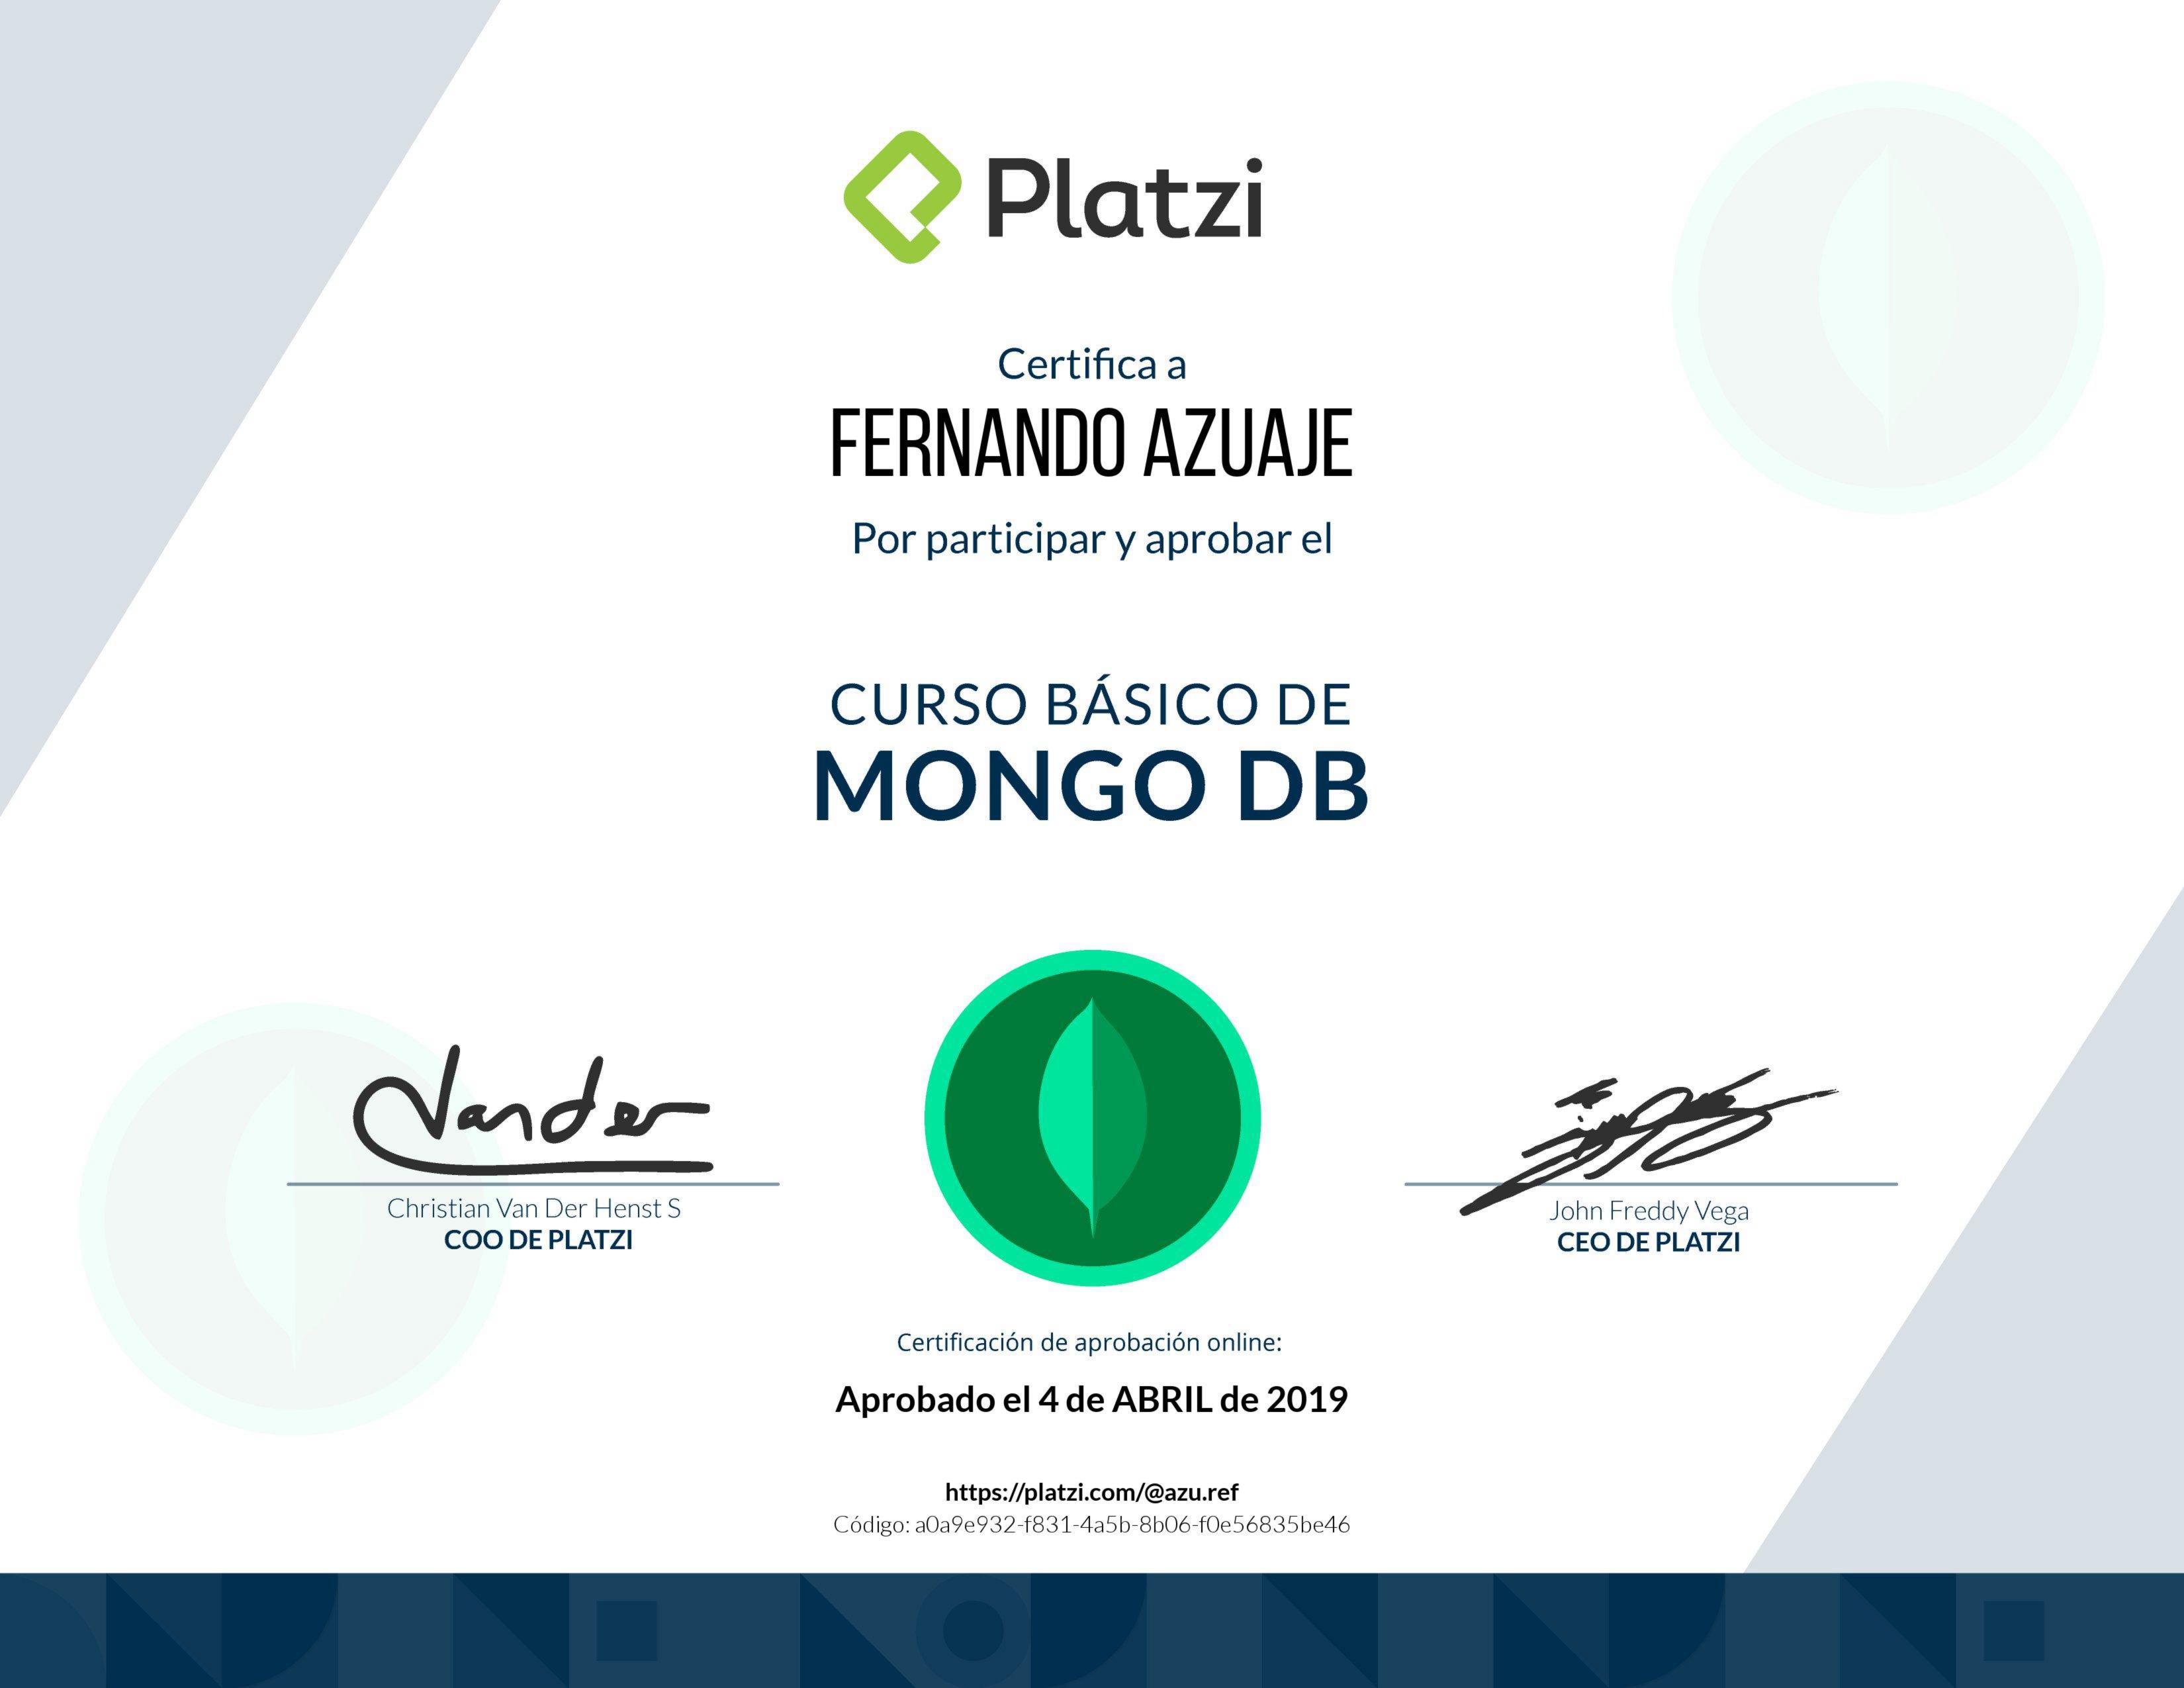 Platzi
Certifica a
FERNANDO AZUAJE
Por participar y aprobar el
CURSO BÁSICO DE
MONGO DB
Vander
Christian Van Der Henst S
COO DE PLATZI
John Freddy Vega
CEO DE PLATZI
Certificación de aprobación online:
Aprobado el 4 de ABRIL de 2019
https://platzi.com/@azu.ref
Código: a0a9e932-f831-4a5b-8b06-f0e56835be46